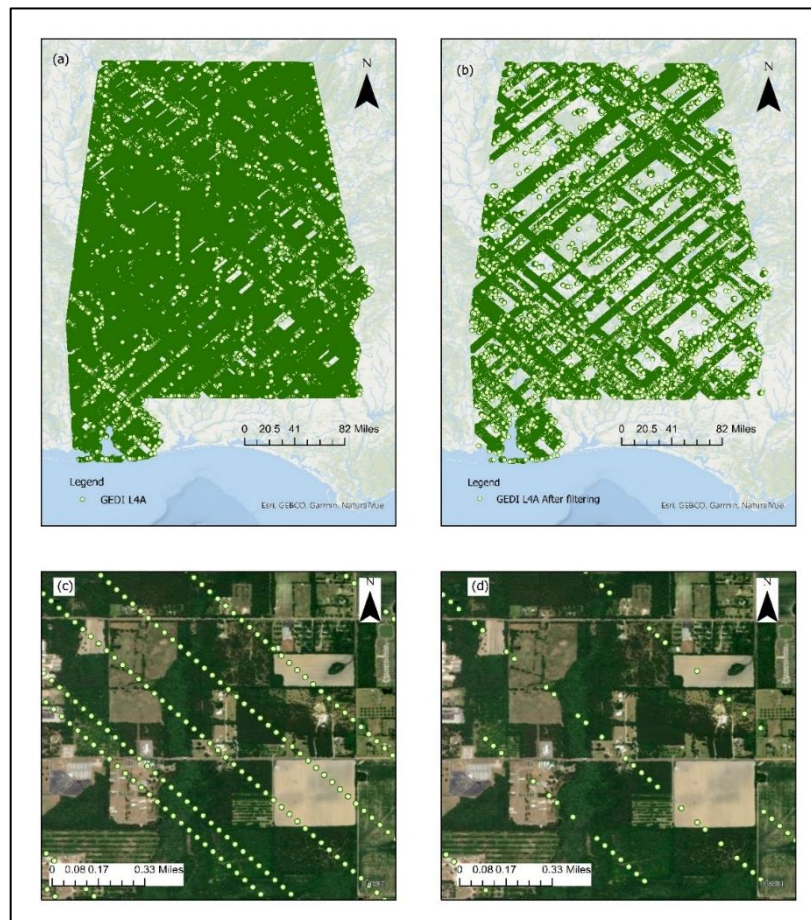 (a)
N
0 20.5 41 82 Miles
Legend
GEDI L4A
Esri, GEBCO, Garmin, NaturalVue
(b)
N
0 20.5 41 82 Miles
Legend
GEDI L4A After filtering
Esri, GEBCO, Garmin, NaturalVue
(c)
N
0 0.08 0.17 0.33 Miles
(d)
N
0 0.08 0.17 0.33 Miles